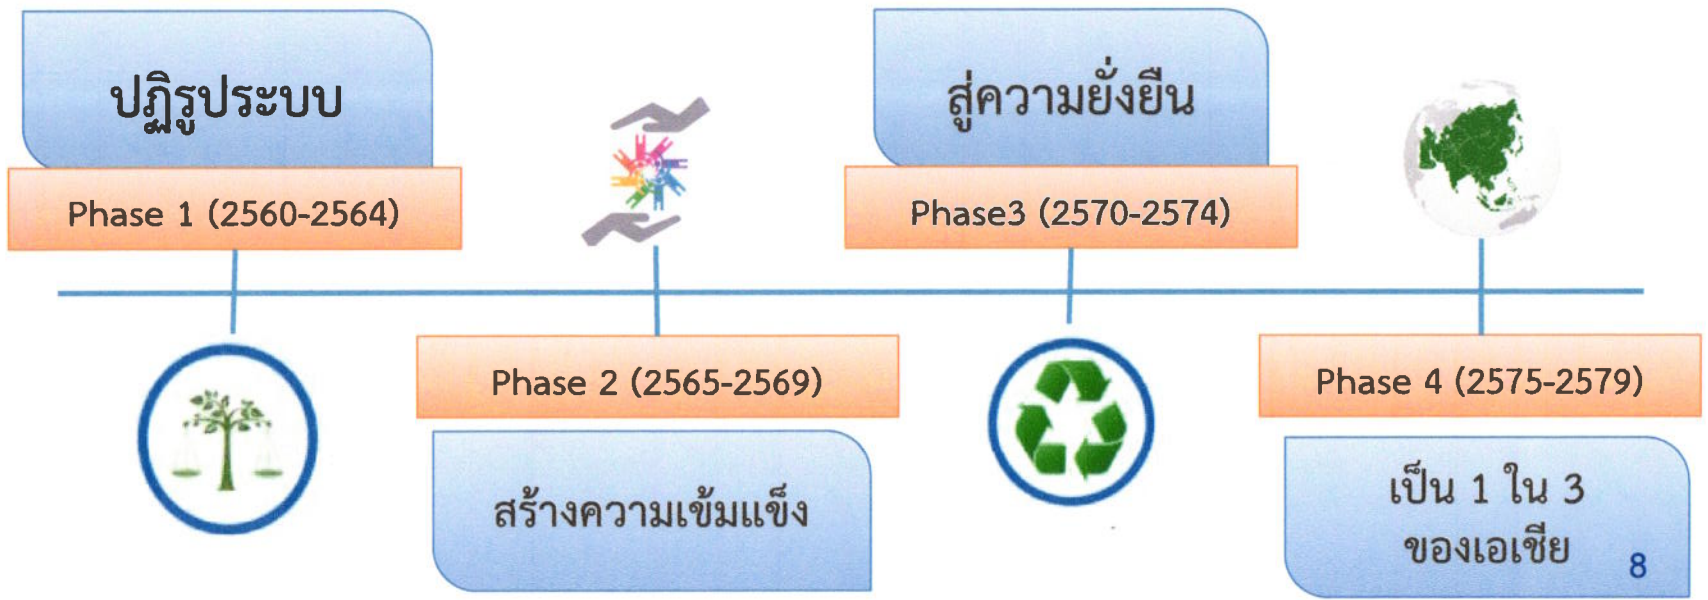 ปฏิรูประบบ
Phase 1 (2560-2564)
Phase 2 (2565-2569)
สร้างความเข้มแข็ง
สู่ความยั่งยืน
Phase3 (2570-2574)
Phase 4 (2575-2579)
เป็น 1 ใน 3
ของเอเชีย
8